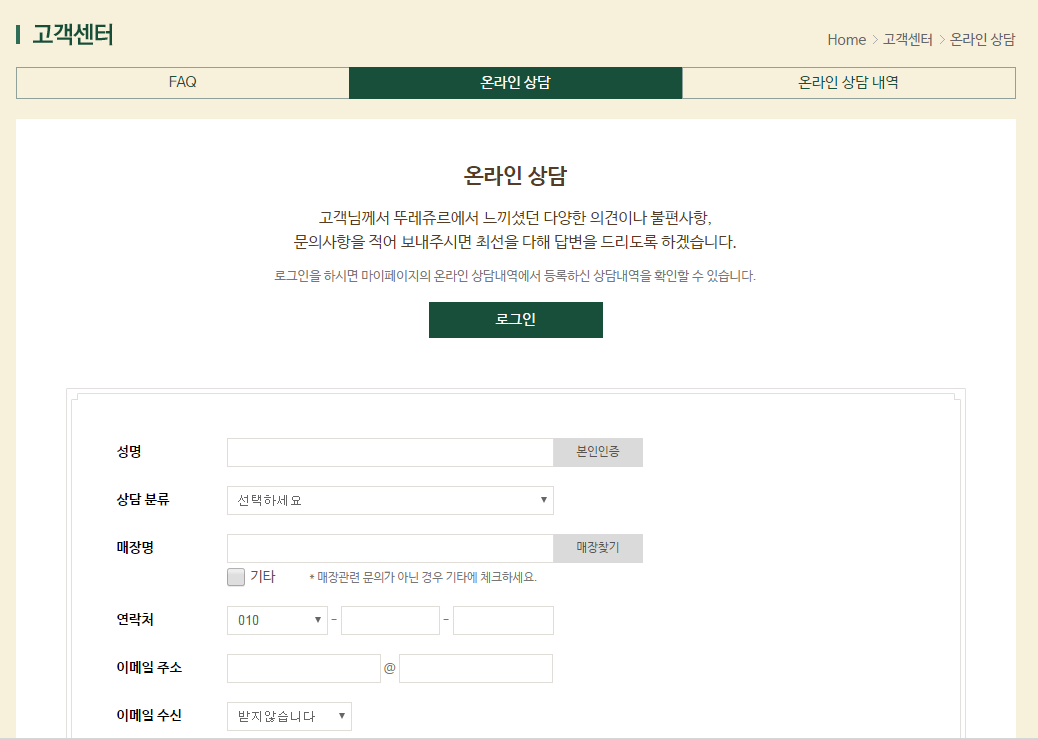 고객센터
Home > 고객센터 > 온라인 상담
FAQ 온라인 상담 온라인 상담 내역
온라인 상담
고객님께서 뚜레쥬르에서 느끼셨던 다양한 의견이나 불편사항,
문의사항을 적어 보내주시면 최선을 다해 답변을 드리도록 하겠습니다.
로그인을 하시면 마이페이지의 온라인 상담내역에서 등록하신 상담내역을 확인할 수 있습니다.
로그인
성명 본인인증
상담 분류 선택하세요
매장명 매장찾기
기타 * 매장관련 문의가 아닌 경우 기타에 체크하세요.
연락처 010 - -
이메일 주소 @
이메일 수신 받지않습니다